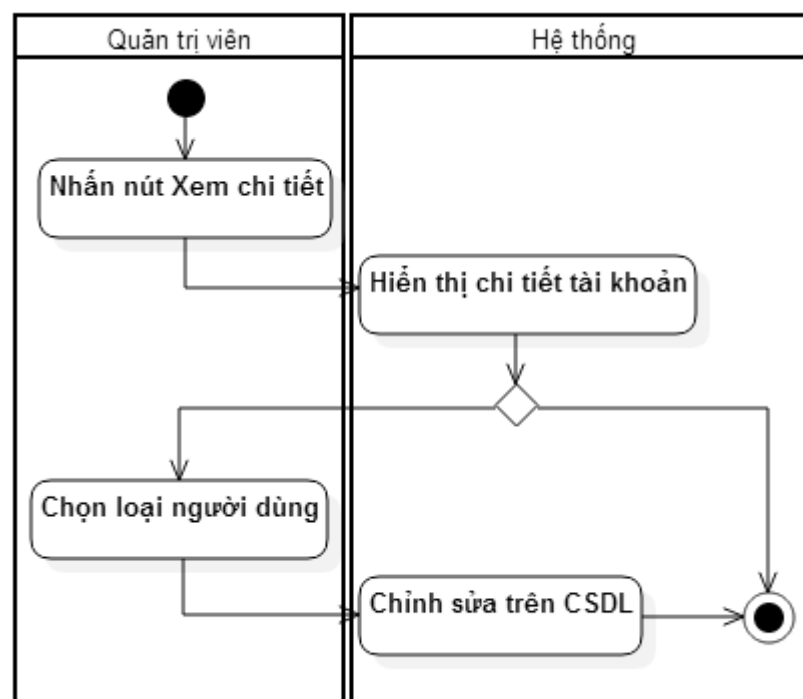 Quản trị viên
Hệ thống
Nhấn nút Xem chi tiết
Hiển thị chi tiết tài khoản
Chọn loại người dùng
Chỉnh sửa trên CSDL